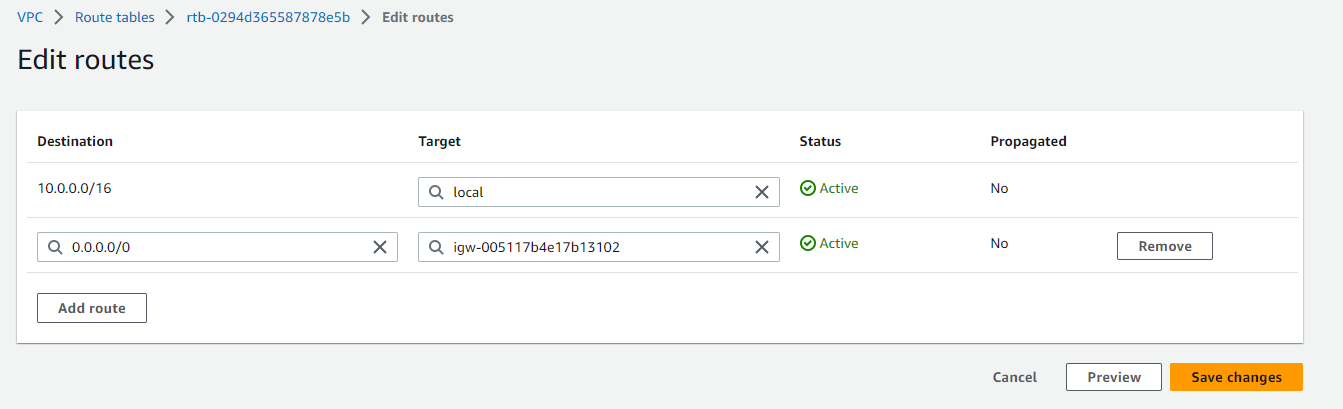 VPC > Route tables > rtb-0294d365587878e5b > Edit routes
Edit routes
Destination Target Status Propagated
10.0.0.0/16 local Active No
0.0.0.0/0 igw-005117b4e17b13102 Active No Remove
Add route
Cancel Preview Save changes